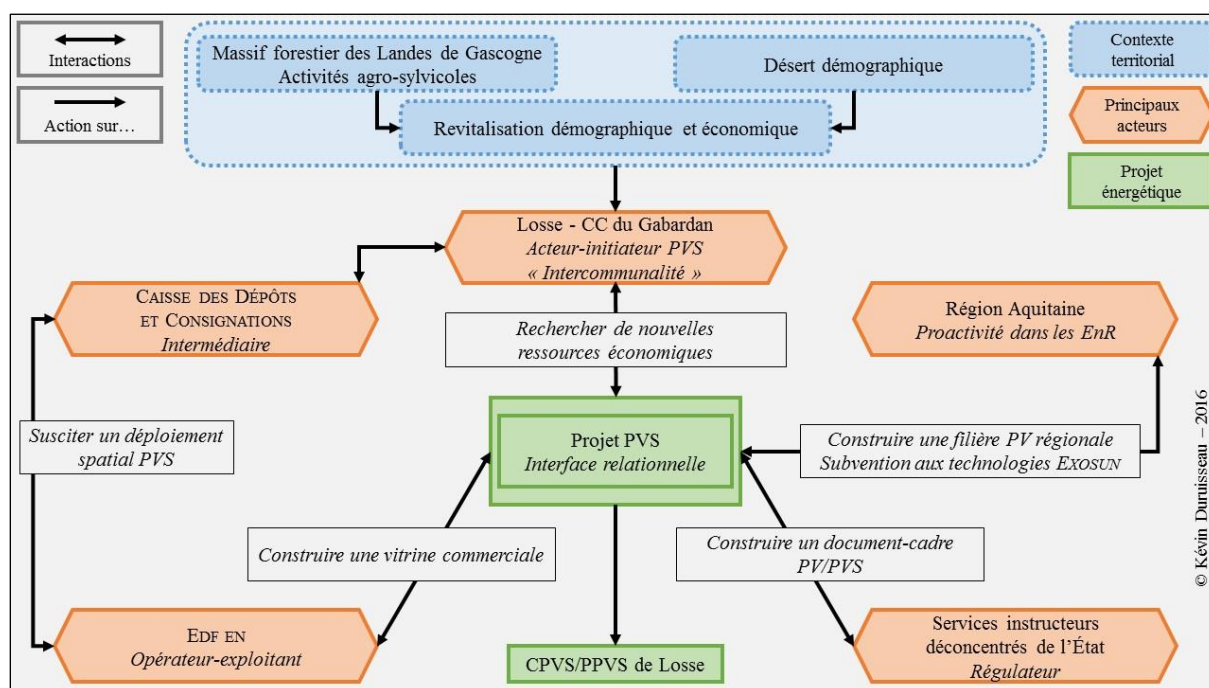 Interactions
Action sur…
Massif forestier des Landes de Gascogne
Activités agro-sylvicoles
Désert démographique
Revitalisation démographique et économique
Contexte
territorial
Principaux
acteurs
Projet
énergétique
Losse - CC du Gabardan
Acteur-initiateur PVS
« Intercommunalité »
CAISSE DES DÉPÔTS
ET CONSIGNATIONS
Intermédiaire
Rechercher de nouvelles
ressources économiques
Région Aquitaine
Proactivité dans les EnR
Susciter un déploiement
spatial PVS
Projet PVS
Interface relationnelle
Construire une filière PV régionale
Subvention aux technologies EXOSUN
Construire une vitrine commerciale
Construire un document-cadre
PV/PVS
EDF EN
Opérateur-exploitant
CPVS/PPVS de Losse
Services instructeurs
déconcentrés de l’État
Régulateur
© Kévin Duruisseau – 2016